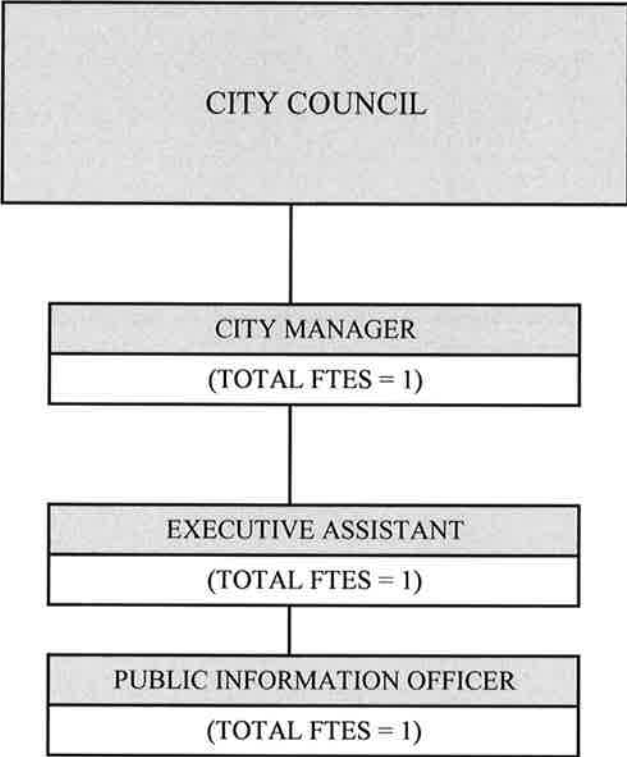 CITY COUNCIL
CITY MANAGER
(TOTAL FTES = 1)
EXECUTIVE ASSISTANT
(TOTAL FTES = 1)
PUBLIC INFORMATION OFFICER
(TOTAL FTES = 1)